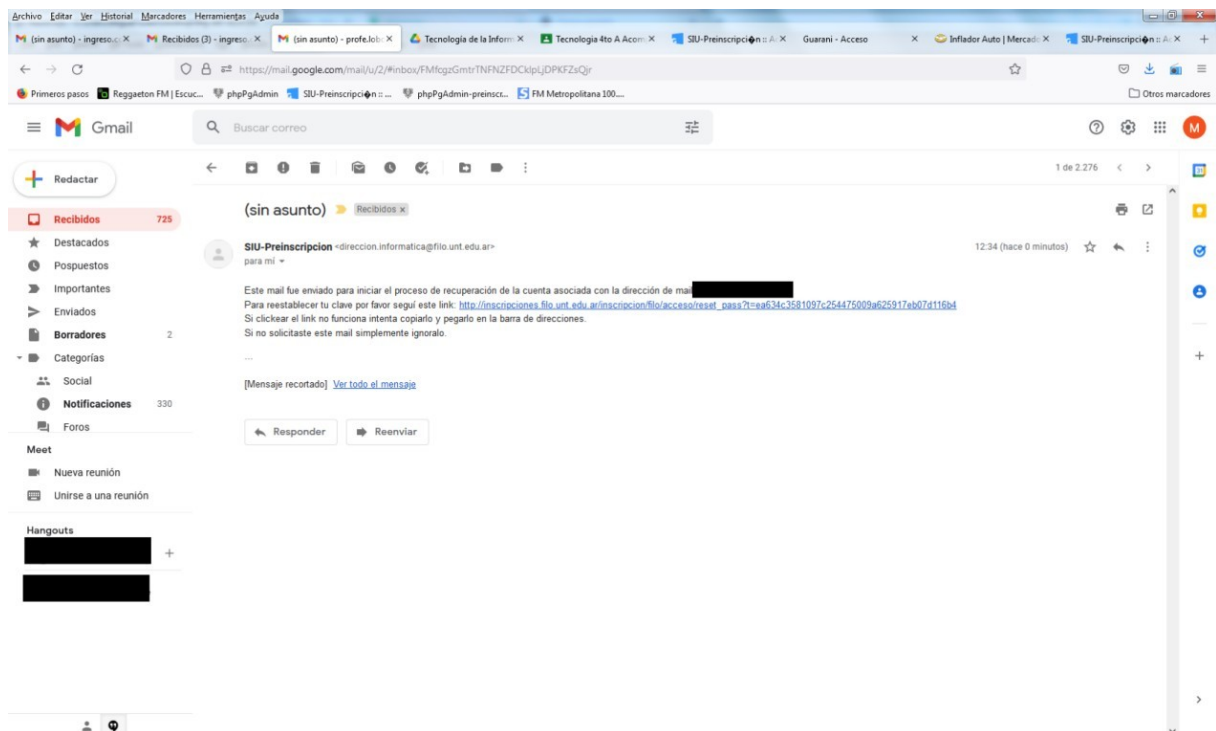 Archivo Editar Ver Historial Marcadores Herramientas Ayuda
(sin asunto) - ingreso.c Recibidos (3) - ingreso. (sin asunto) - profe.lob Tecnología de la Inform Tecnologia 4to A Acom SIU-Preinscripci�n :: A Guarani - Acceso Inflador Auto | Mercad SIU-Preinscripci�n :: A
https://mail.google.com/mail/u/2/#inbox/FMfcgzGmtrTNFNZFDCklpLjDPKFZsQjr
Primeros pasos Reggaeton FM | Escuc... phpPgAdmin SIU-Preinscripci�n :: ... phpPgAdmin-preinscr... FM Metropolitana 100.... Otros marcadores
Gmail Buscar correo M
Redactar 1 de 2.276
Recibidos 725
Destacados
Pospuestos
Importantes
Enviados
Borradores 2
Categorías
Social
Notificaciones 330
Foros
Meet
Nueva reunión
Unirse a una reunión
Hangouts
(sin asunto) Recibidos x
SIU-Preinscripcion <direccion.informatica@filo.unt.edu.ar> 12:34 (hace 0 minutos)
para mí
Este mail fue enviado para iniciar el proceso de recuperación de la cuenta asociada con la dirección de mail
Para reestablecer tu clave por favor seguí este link: http://inscripciones.filo.unt.edu.ar/inscripcion/filo/acceso/reset_pass?t=ea634c3581097c254475009a625917eb07d116b4
Si clickear el link no funciona intenta copiarlo y pegarlo en la barra de direcciones.
Si no solicitaste este mail simplemente ignoralo.
...
[Mensaje recortado] Ver todo el mensaje
Responder Reenviar